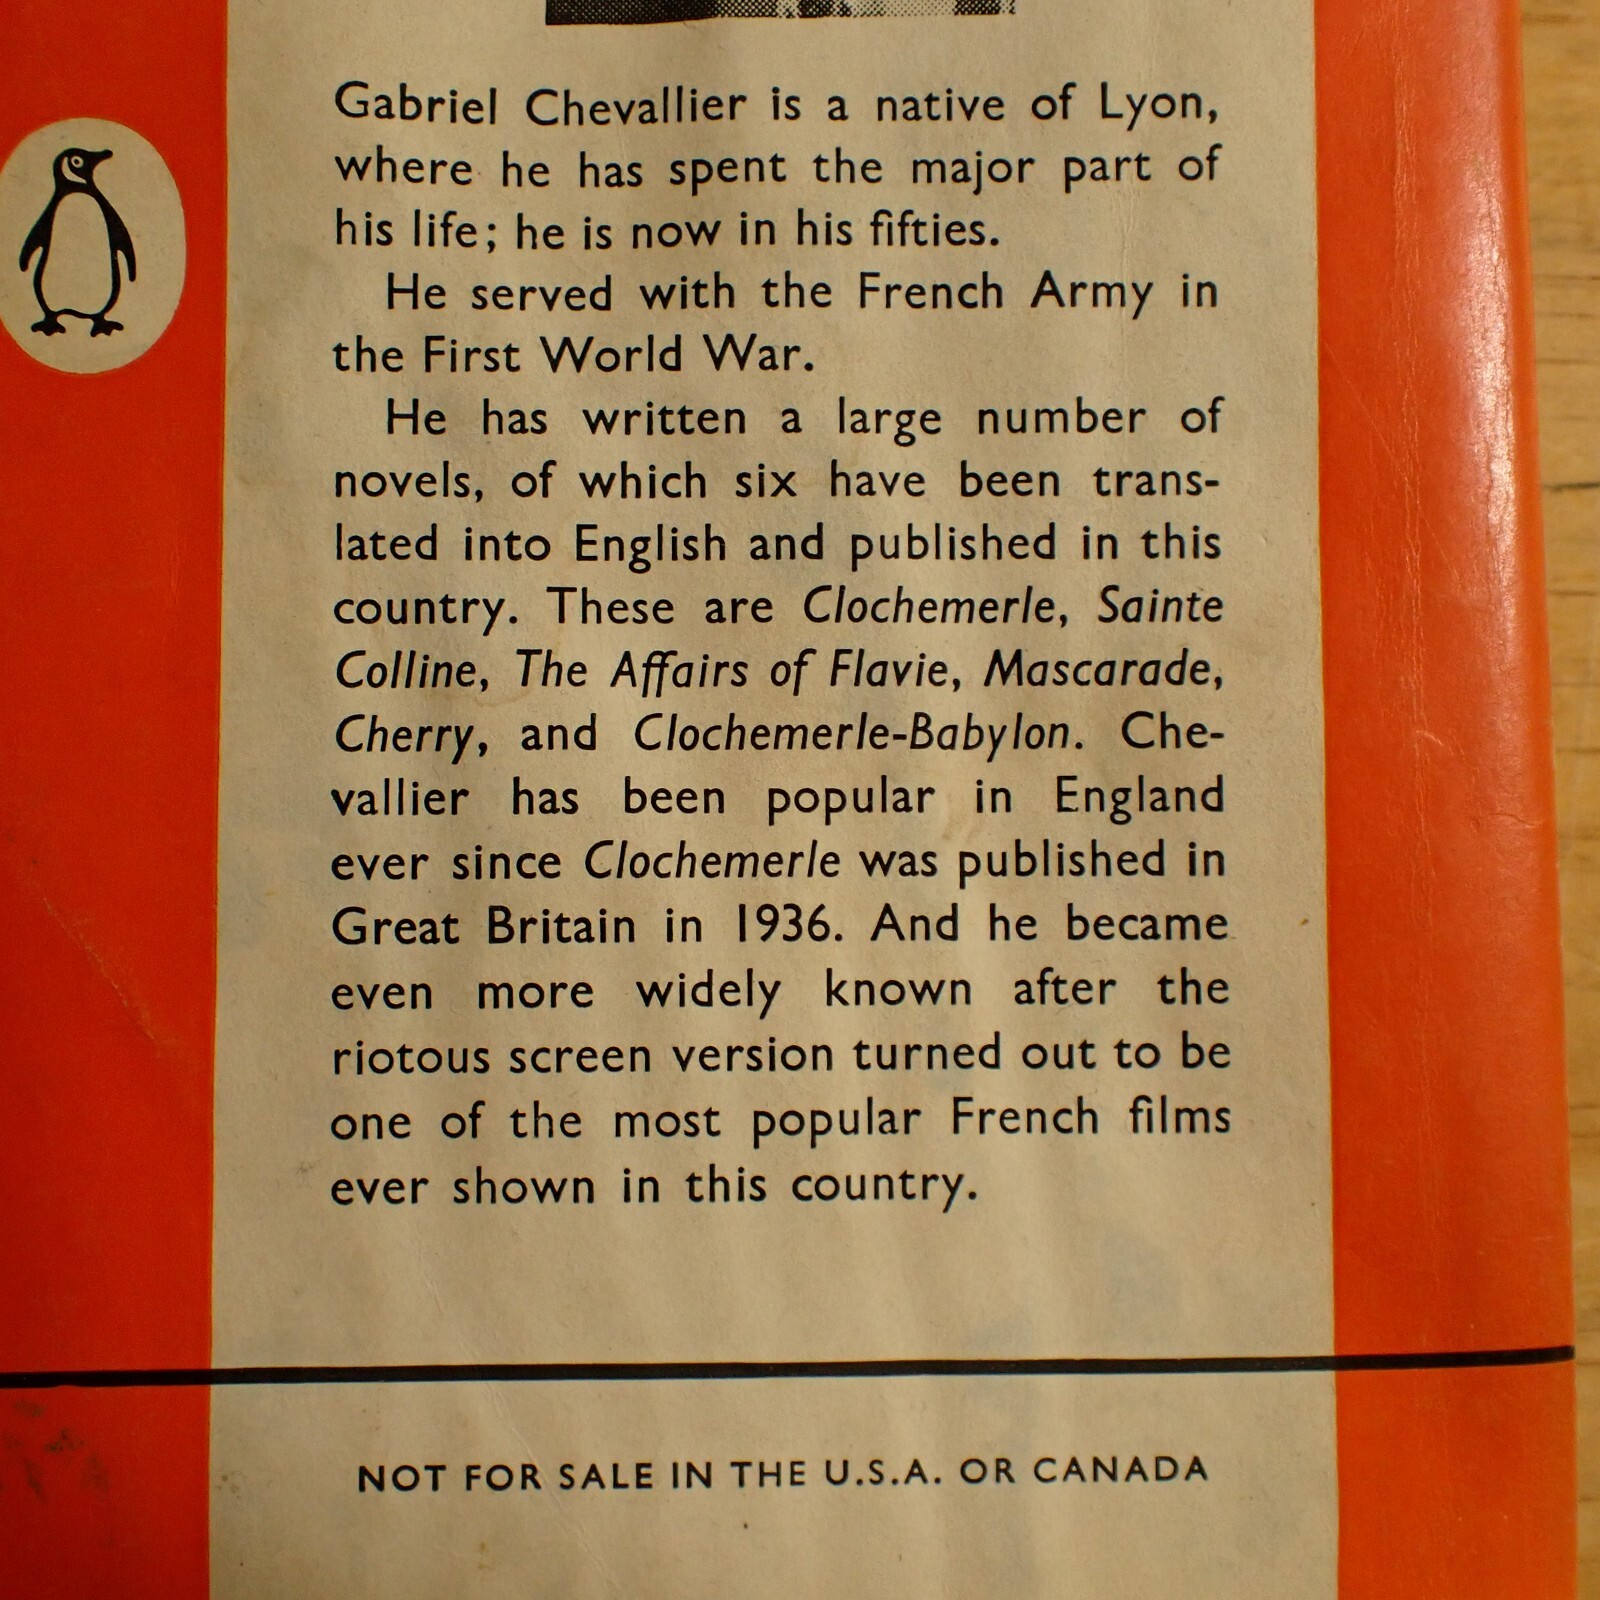 Gabriel Chevallier is a native of Lyon,
where he has spent the major part of
his life; he is now in his fifties.
He served with the French Army in
the First World War.
He has written a large number of
novels, of which six have been trans-
lated into English and published in this
country. These are Clochemerle, Sainte
Colline, The Affairs of Flavie, Mascarade,
Cherry, and Clochemerle-Babylon. Che-
vallier has been popular in England
ever since Clochemerle was published in
Great Britain in 1936. And he became
even more widely known after the
riotous screen version turned out to be
one of the most popular French films
ever shown in this country.
NOT FOR SALE IN THE U.S.A. OR CANADA